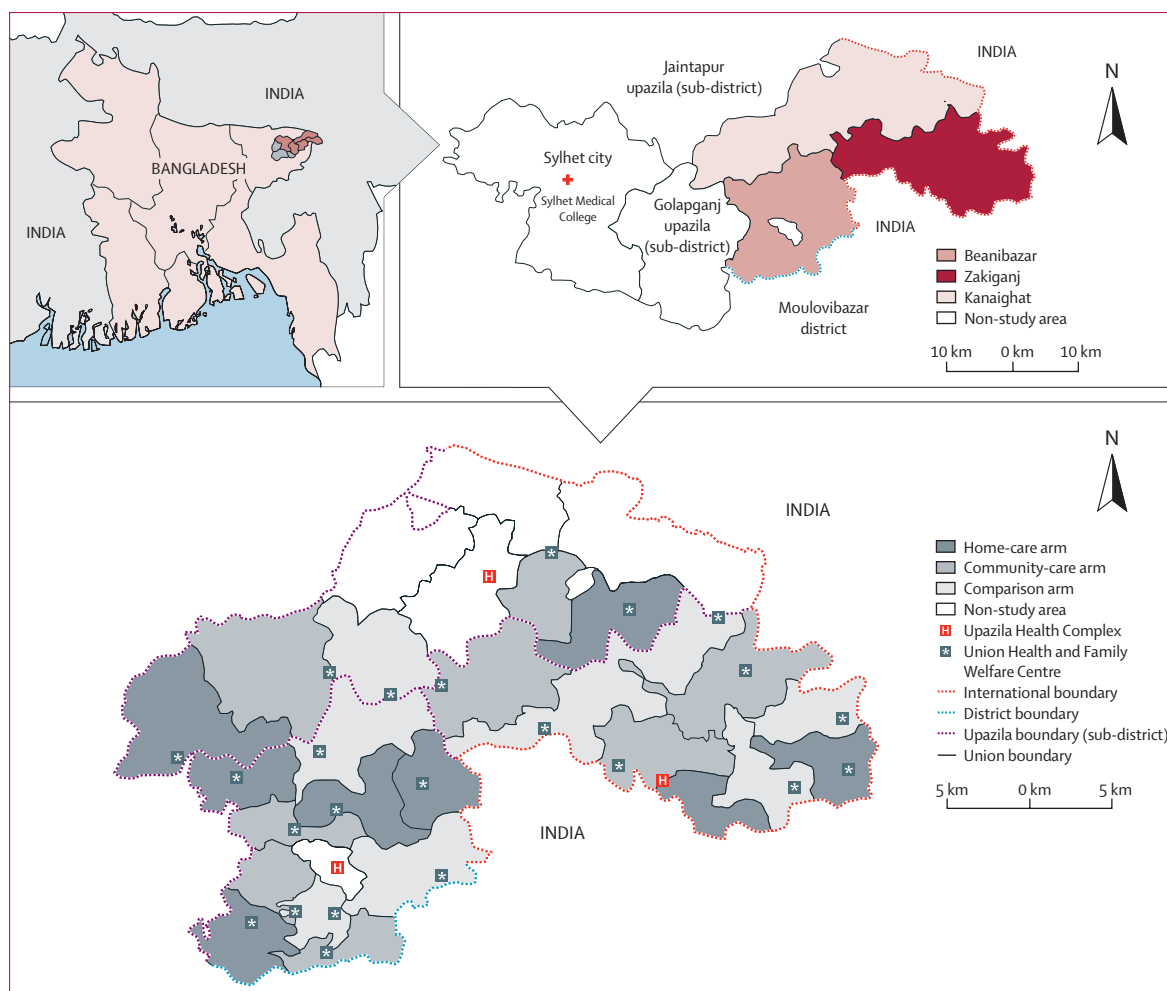 INDIA
BANGLADESH
INDIA
Jaintapur
upazila (sub-district)
INDIA
N
Sylhet city
Sylhet Medical
College
Golapganj
upazila
(sub-district)
INDIA
Moulovibazar
district
Beanibazar
Zakiganj
Kanaighat
Non-study area
10 km 0 km 10 km
N
INDIA
INDIA
H
H
H
Home-care arm
Community-care arm
Comparison arm
Non-study area
H Upazila Health Complex
* Union Health and Family
Welfare Centre
International boundary
District boundary
Upazila boundary (sub-district)
Union boundary
5 km 0 km 5 km